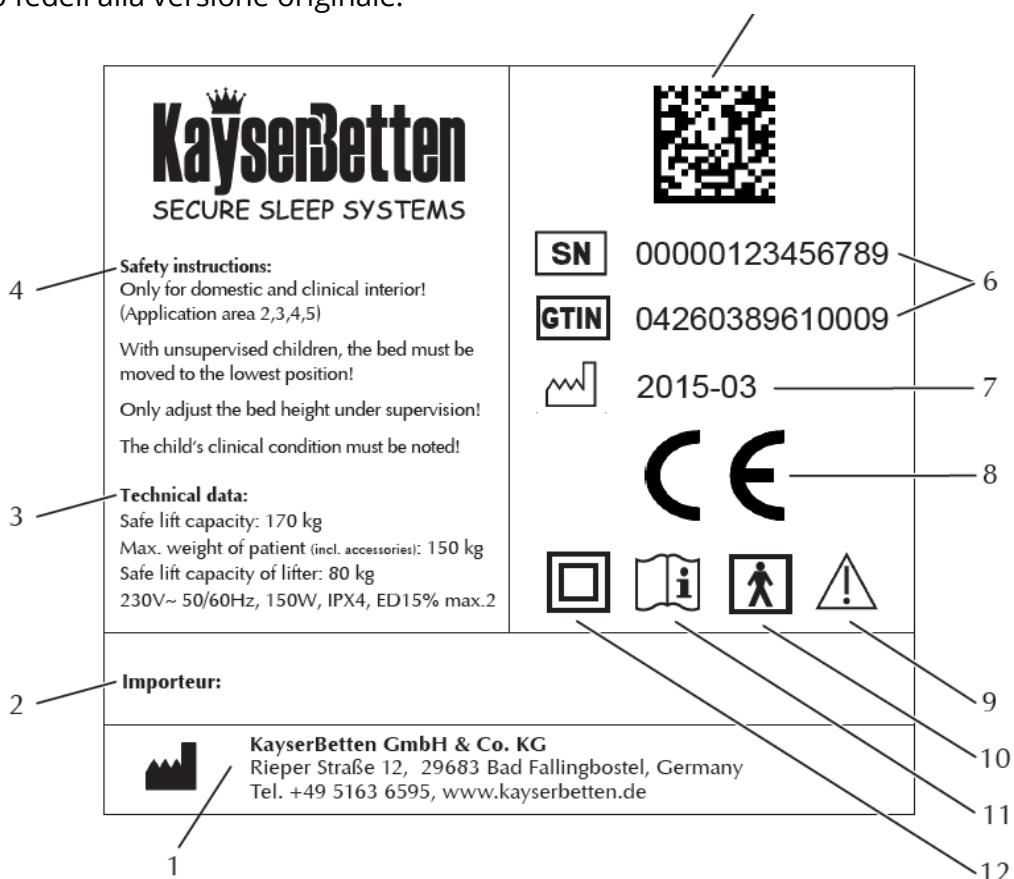 fedeli alla versione originale.
KayserBetten
SECURE SLEEP SYSTEMS
4
Safety instructions:
Only for domestic and clinical interior!
(Application area 2,3,4,5)
With unsupervised children, the bed must be
moved to the lowest position!
Only adjust the bed height under supervision!
The child's clinical condition must be noted!
3
Technical data:
Safe lift capacity: 170 kg
Max. weight of patient (incl. accessories): 150 kg
Safe lift capacity of lifter: 80 kg
230V~ 50/60Hz, 150W, IPX4, ED15% max.2
SN 00000123456789
6
GTIN 04260389610009
2015-03
7
CE
8
i
9
10
11
12
2
Importeur:
KayserBetten GmbH & Co. KG
Rieper Straße 12, 29683 Bad Fallingbostel, Germany
Tel. +49 5163 6595, www.kayserbetten.de
1